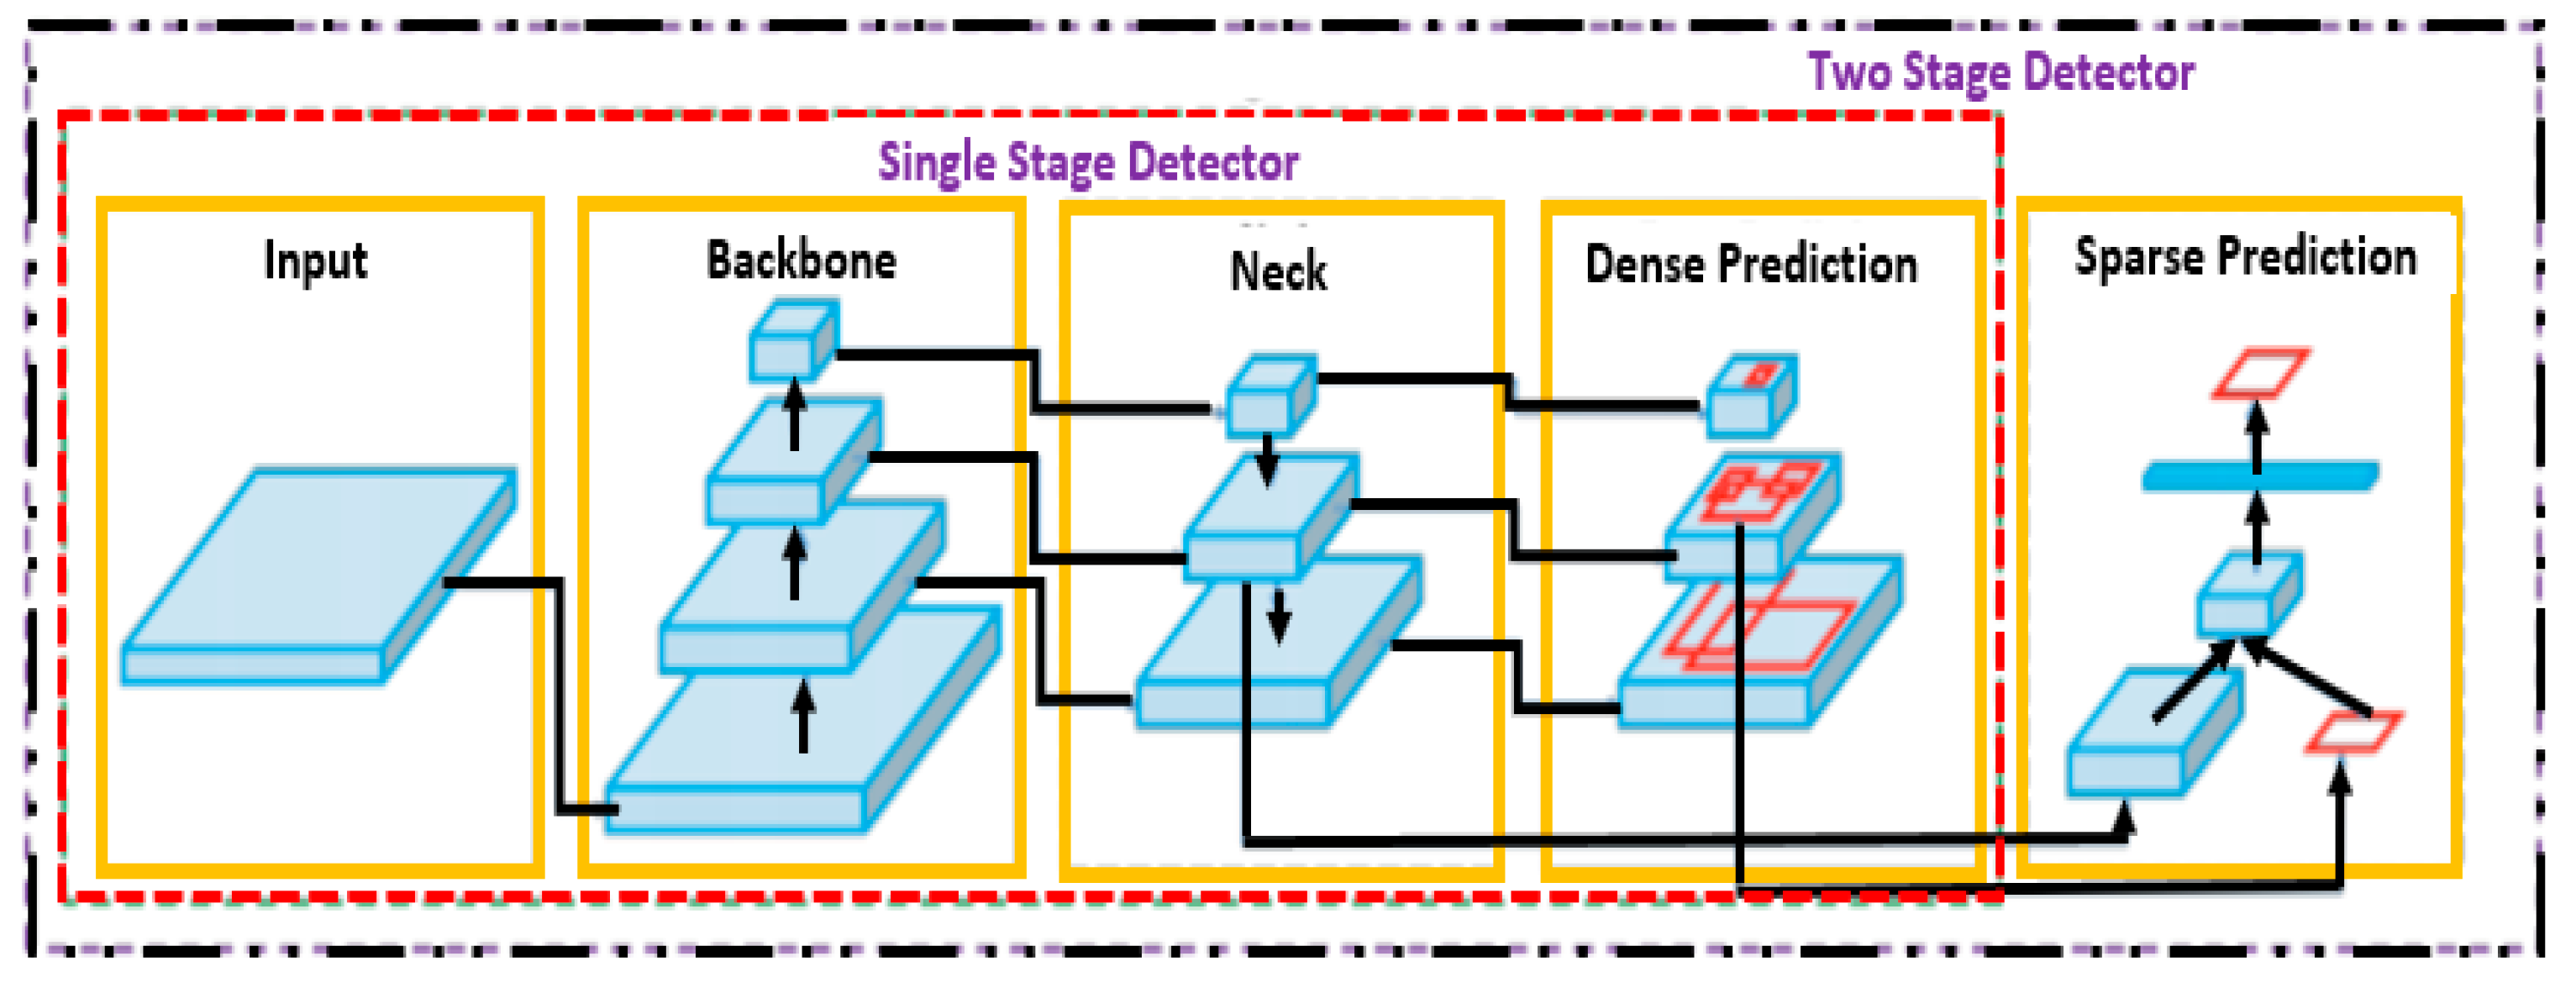 Two Stage Detector
Single Stage Detector
Input
Backbone
Neck
Dense Prediction
Sparse Prediction